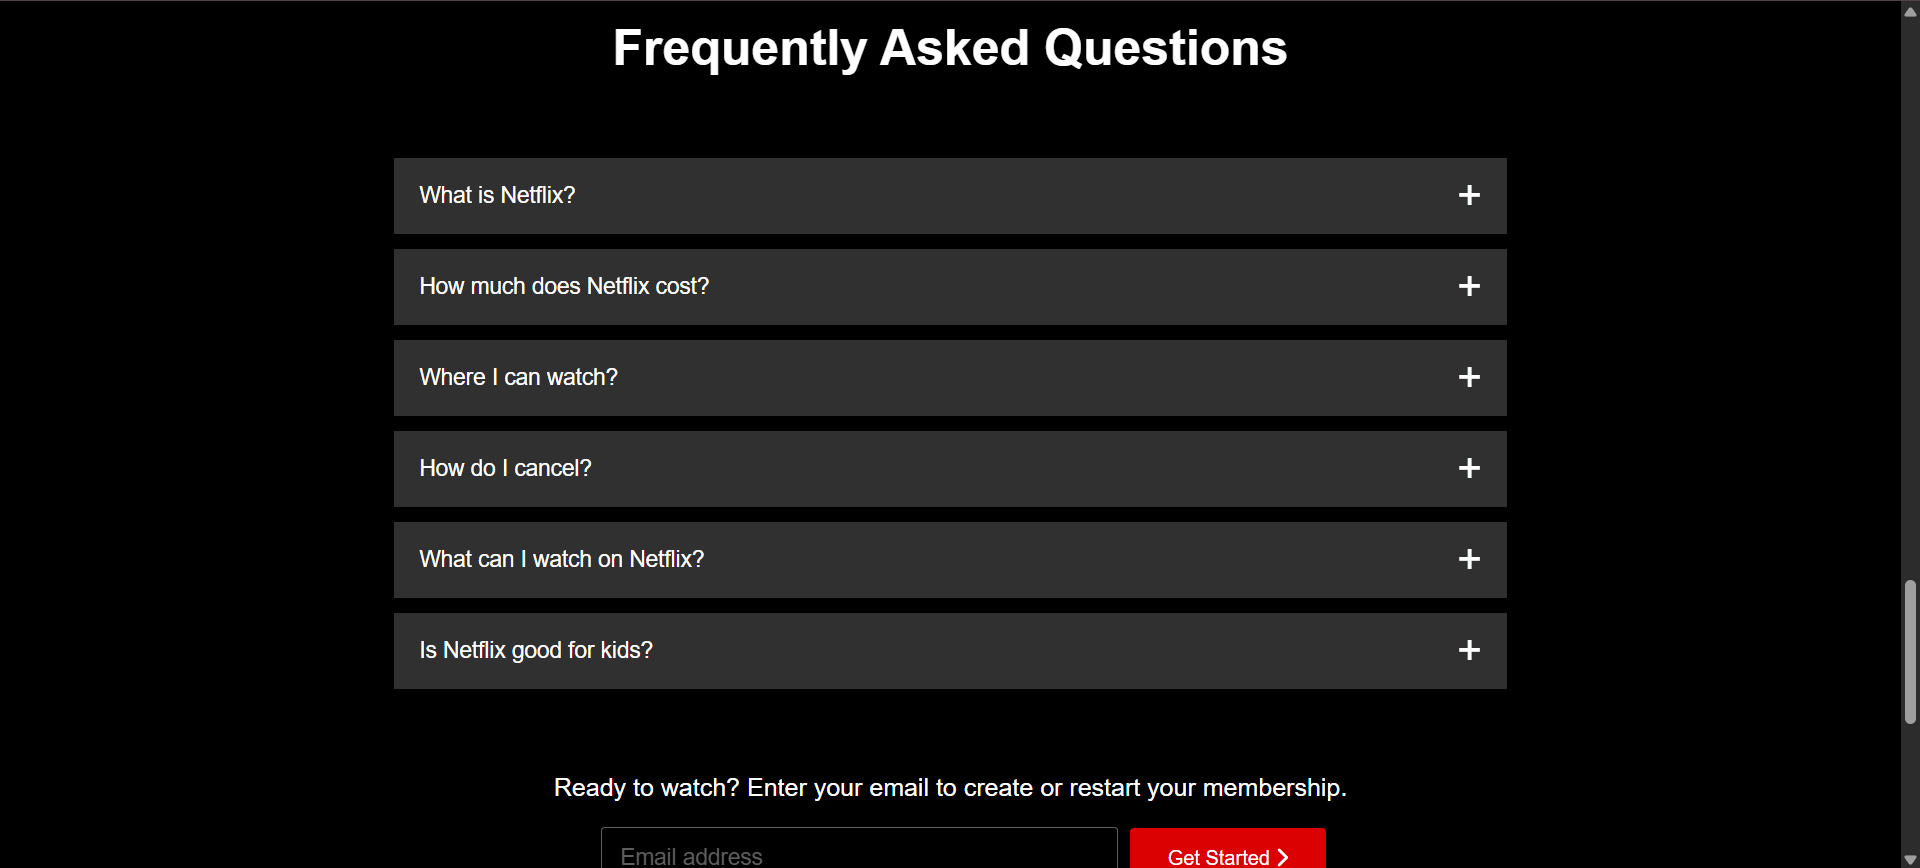 Frequently Asked Questions
What is Netflix?
How much does Netflix cost?
Where I can watch?
How do I cancel?
What can I watch on Netflix?
Is Netflix good for kids?
Ready to watch? Enter your email to create or restart your membership.
Email address
Get Started